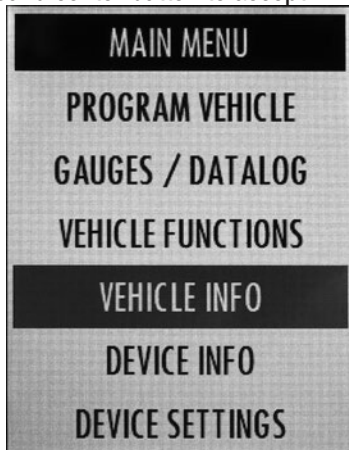 MAIN MENU
PROGRAM VEHICLE
GAUGES / DATALOG
VEHICLE FUNCTIONS
VEHICLE INFO
DEVICE INFO
DEVICE SETTINGS